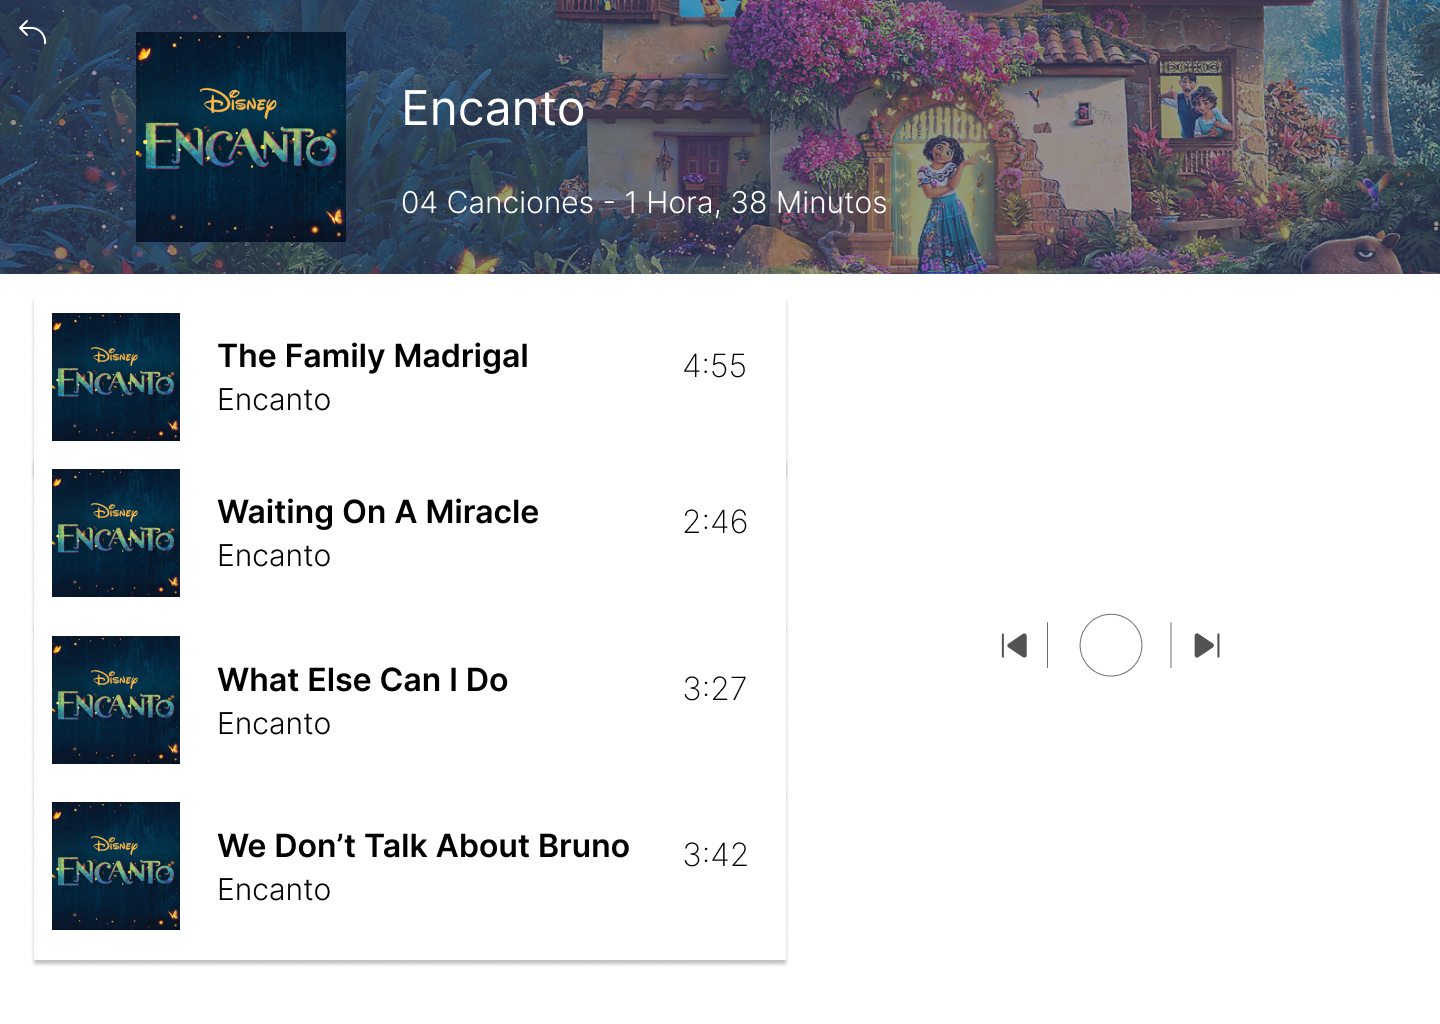 Disney
ENCANTO
Encanto
04 Canciones - 1 Hora, 38 Minutos
Disney
ENCANTO
The Family Madrigal
4:55
Encanto
Disney
ENCANTO
Waiting On A Miracle
2:46
Encanto
Disney
ENCANTO
What Else Can I Do
3:27
Encanto
Disney
ENCANTO
We Don’t Talk About Bruno
3:42
Encanto